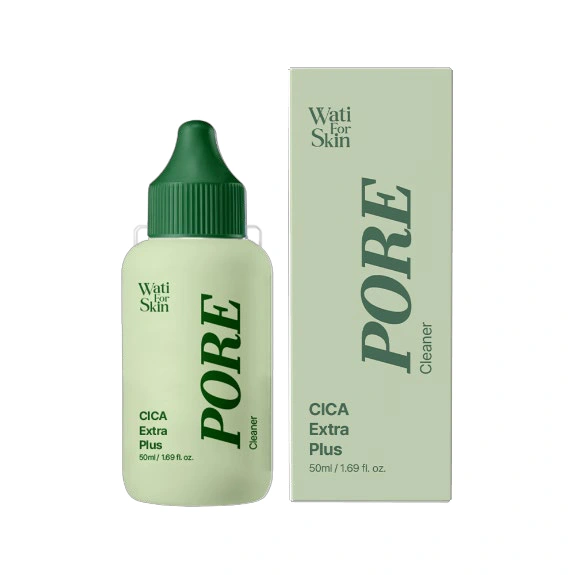 Wati
For
Skin
PORE
Cleaner
CICA
Extra
Plus
50ml / 1.69 fl. oz.
Wati
For
Skin
PORE
Cleaner
CICA
Extra
Plus
50ml / 1.69 fl. oz.